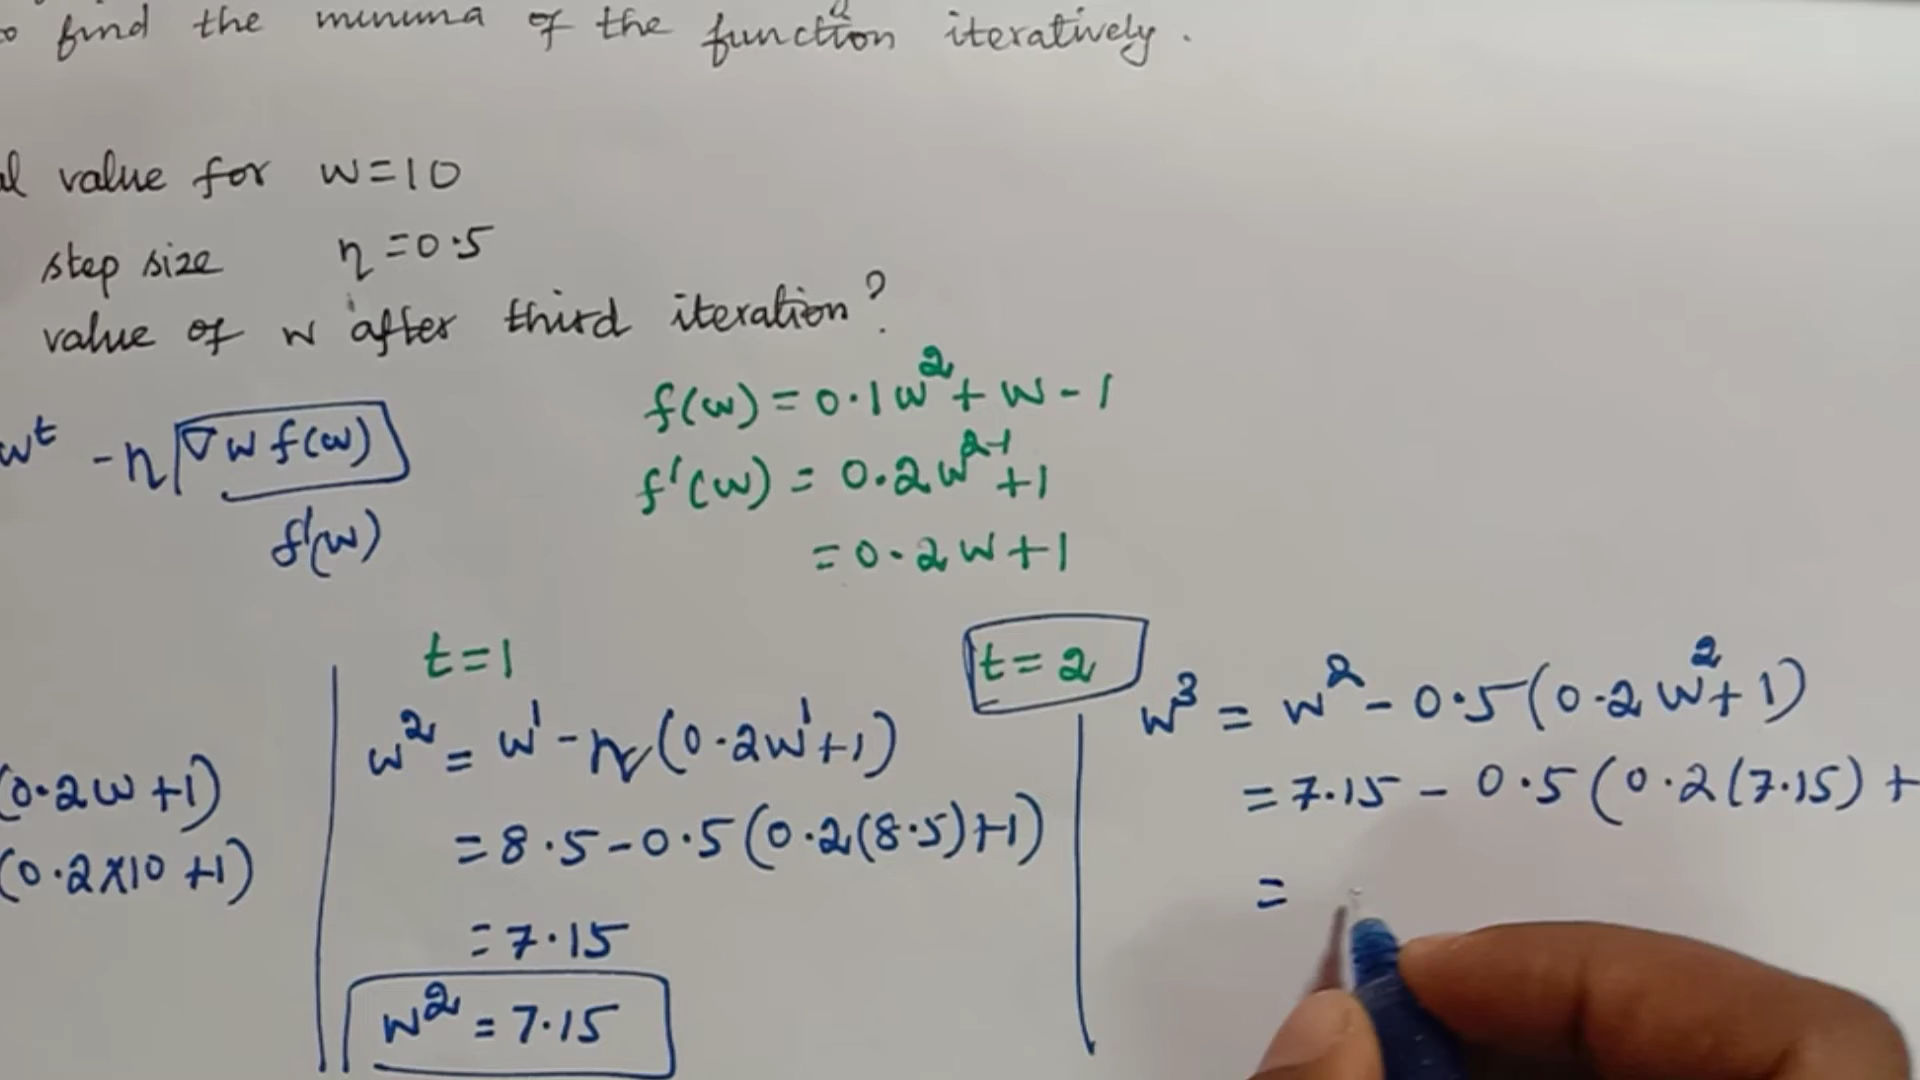 find the minima of the function iteratively.
value for w=10
step size η=0.5
value of w after third iteration?
f(w) = 0.1w²+w-1
wᵗ -η ∇w f(w)
f'(w) = 0.2w²⁻¹+1
f'(w)
=0.2w+1
t=1
t=2
w³ = w²-0.5(0.2w²+1)
w² = w¹-η(0.2w¹+1)
(0.2w+1)
=7.15-0.5(0.2(7.15)+
=8.5-0.5(0.2(8.5)+1)
(0.2x10+1)
=
=7.15
w²=7.15